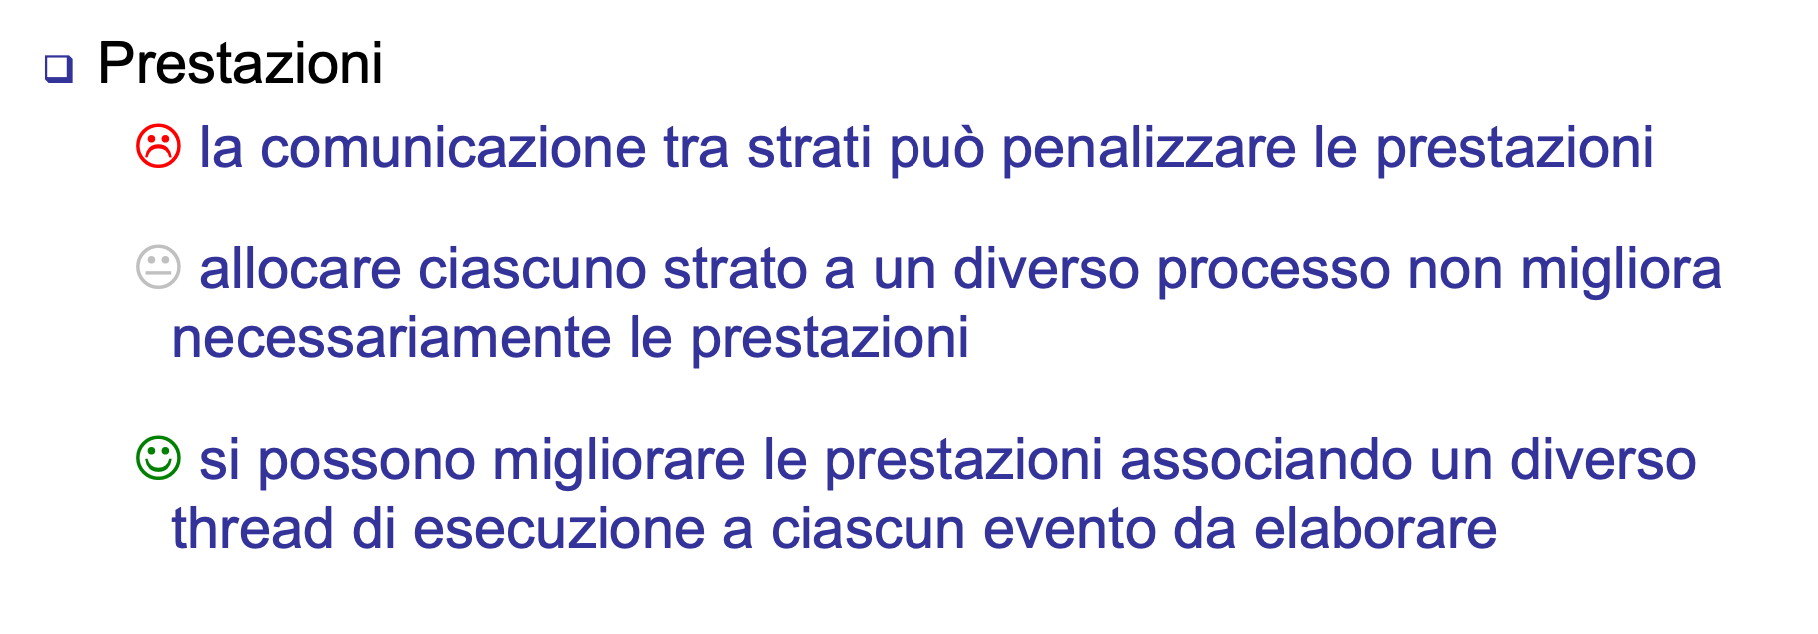 Prestazioni
la comunicazione tra strati può penalizzare le prestazioni
allocare ciascuno strato a un diverso processo non migliora
necessariamente le prestazioni
si possono migliorare le prestazioni associando un diverso
thread di esecuzione a ciascun evento da elaborare